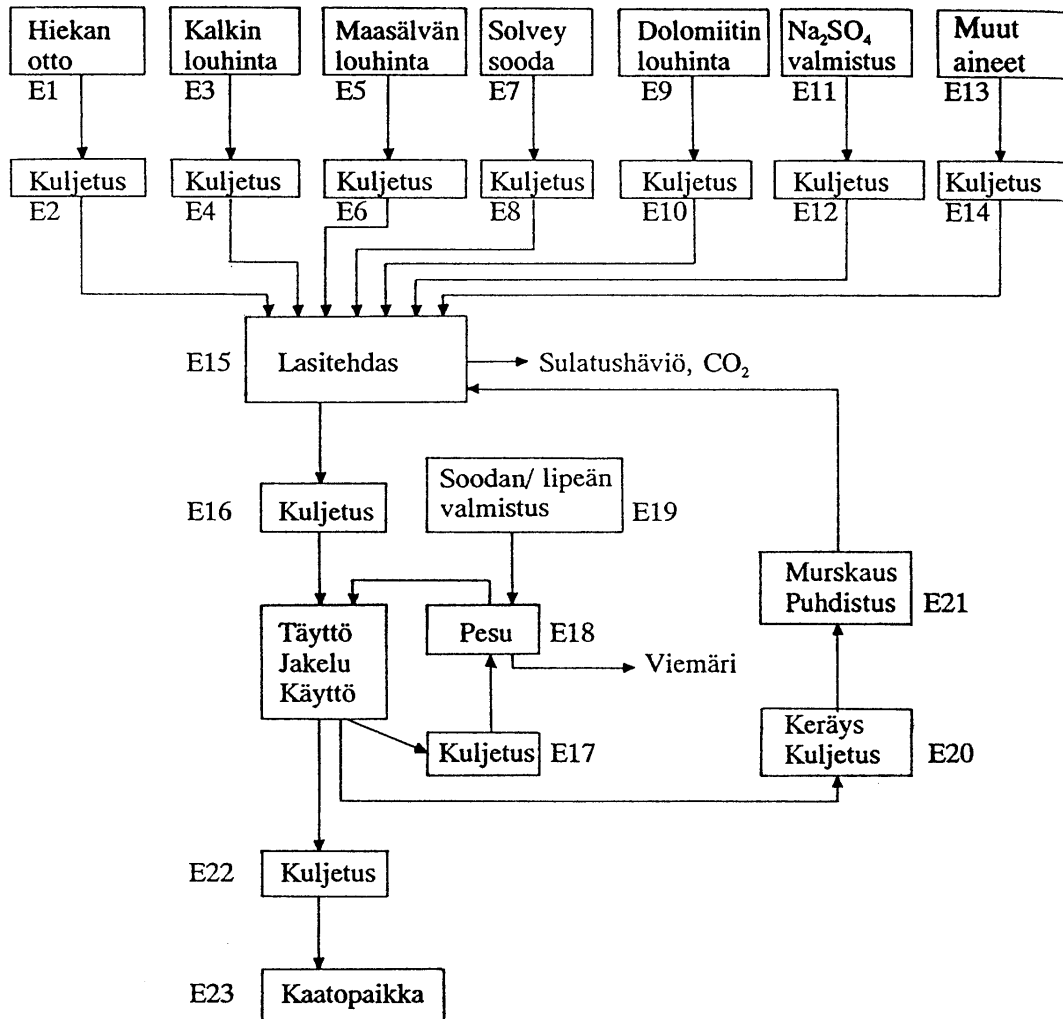 Hiekan
otto
E1
Kalkin
louhinta
E3
Maasälvän
louhinta
E5
Solvey
sooda
E7
Dolomiitin
louhinta
E9
Na₂SO₄
valmistus
E11
Muut
aineet
E13
Kuljetus
E2
Kuljetus
E4
Kuljetus
E6
Kuljetus
E8
Kuljetus
E10
Kuljetus
E12
Kuljetus
E14
E15
Lasitehdas
Sulatushäviö, CO₂
E16
Kuljetus
Soodan/ lipeän
valmistus
E19
Murskaus
Puhdistus
E21
Täyttö
Jakelu
Käyttö
Pesu
E18
Viemäri
Kuljetus
E17
Keräys
Kuljetus
E20
E22
Kuljetus
E23
Kaatopaikka